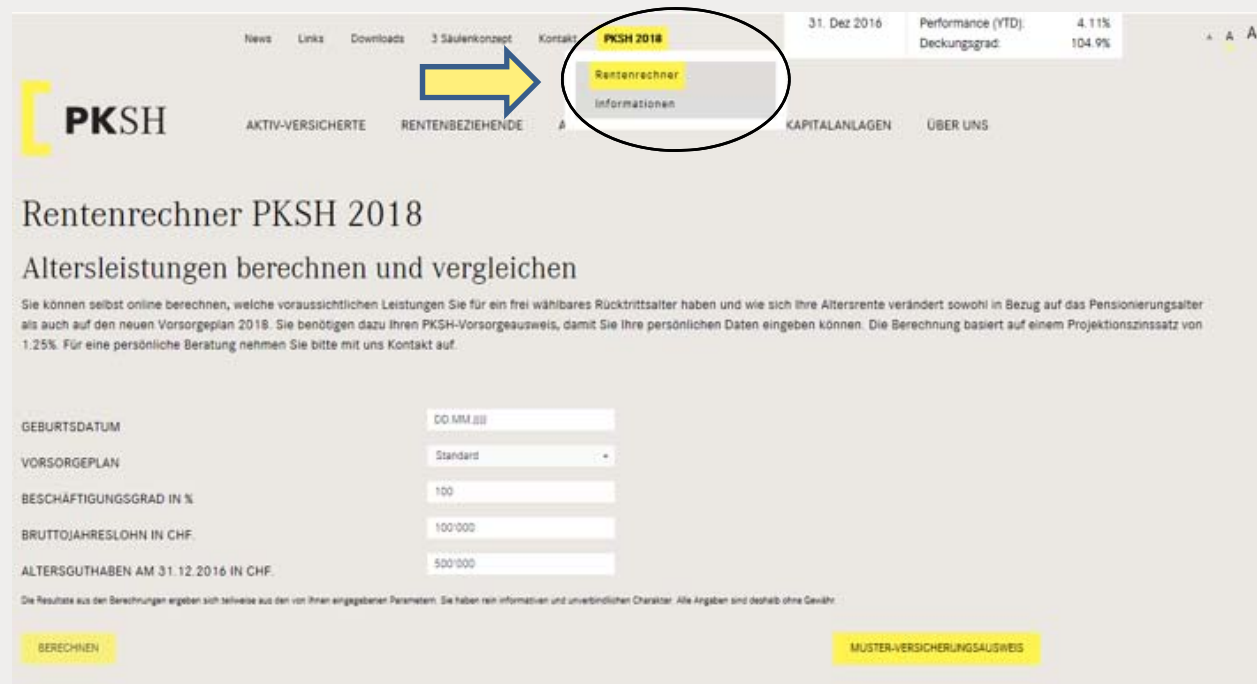 31. Dez 2016 Performance (YTD): 4.11%
Deckungsgrad: 104.9%
A A A
News Links Downloads 3 Säulenkonzept Kontakt PKSH 2018
Rentenrechner
Informationen
PKSH
AKTIV-VERSICHERTE RENTENBEZIEHENDE A KAPITALANLAGEN ÜBER UNS
Rentenrechner PKSH 2018
Altersleistungen berechnen und vergleichen
Sie können selbst online berechnen, welche voraussichtlichen Leistungen Sie für ein frei wählbares Rücktrittsalter haben und wie sich Ihre Altersrente verändert sowohl in Bezug auf das Pensionierungsalter
als auch auf den neuen Vorsorgeplan 2018. Sie benötigen dazu Ihren PKSH-Vorsorgeausweis, damit Sie Ihre persönlichen Daten eingeben können. Die Berechnung basiert auf einem Projektionszinssatz von
1.25%. Für eine persönliche Beratung nehmen Sie bitte mit uns Kontakt auf.
GEBURTSDATUM DD.MM.JJJJ
VORSORGEPLAN Standard
BESCHÄFTIGUNGSGRAD IN % 100
BRUTTOJAHRESLOHN IN CHF. 100'000
ALTERSGUTHABEN AM 31.12.2016 IN CHF. 500'000
Die Resultate aus den Berechnungen ergeben sich teilweise aus den von Ihnen eingegebenen Parametern. Sie haben rein informativen und unverbindlichen Charakter. Alle Angaben sind deshalb ohne Gewähr.
BERECHNEN MUSTER-VERSICHERUNGSAUSWEIS